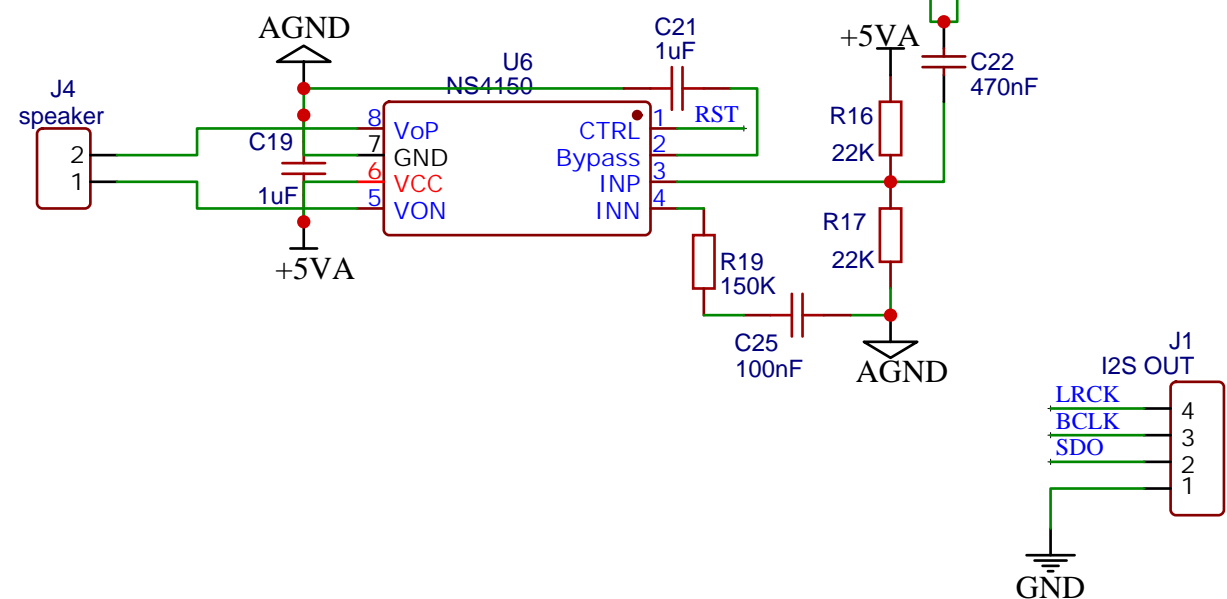 AGND
J4
speaker
2
1
C19
1uF
+5VA
U6
NS4150
8
7
6
5
VoP
GND
VCC
VON
CTRL
Bypass
INP
INN
1
2
3
4
RST
C21
1uF
+5VA
C22
470nF
R16
22K
R17
22K
R19
150K
C25
100nF
AGND
J1
I2S OUT
LRCK
BCLK
SDO
4
3
2
1
GND